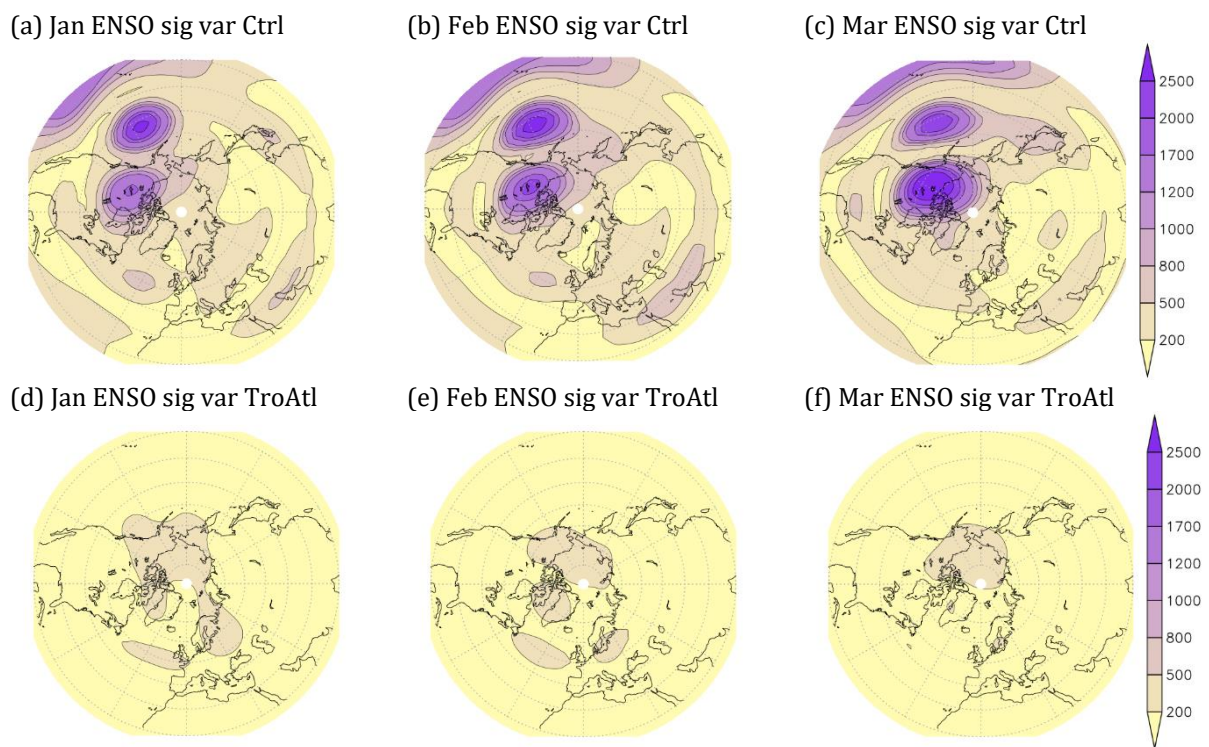 (a) Jan ENSO sig var Ctrl
(b) Feb ENSO sig var Ctrl
(c) Mar ENSO sig var Ctrl
2500
2000
1700
1200
1000
800
500
200
(d) Jan ENSO sig var TroAtl
(e) Feb ENSO sig var TroAtl
(f) Mar ENSO sig var TroAtl
2500
2000
1700
1200
1000
800
500
200